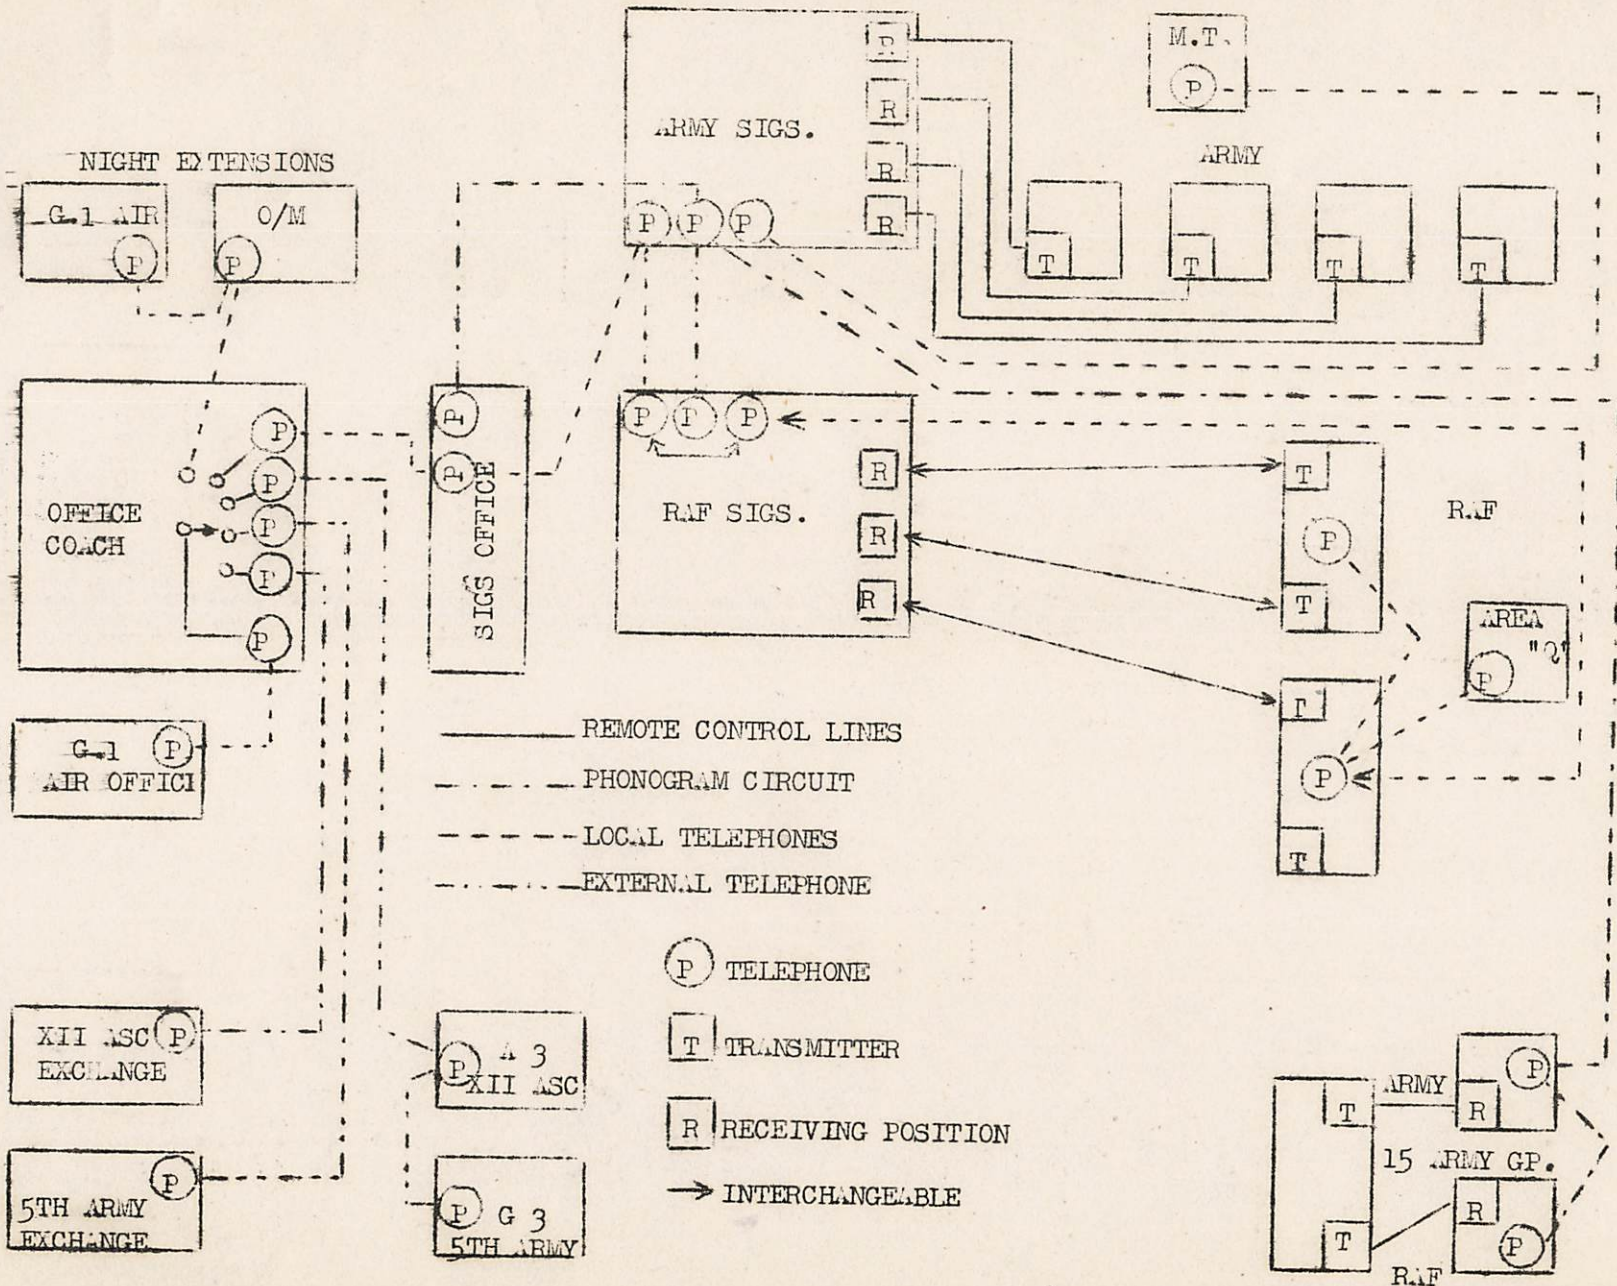 ARMY SIGS.
R
R
R
R
P P P
M.T.
P
ARMY
T T T T
NIGHT EXTENSIONS
G.1 AIR
P
O/M
P
OFFICE
COACH
P
P
P
P
P
SIGS OFFICE
P
P
RAF SIGS.
P P P
R
R
R
RAF
T
P
T
T
P
T
AREA
"Q"
P
G.1
AIR OFFICE
P
REMOTE CONTROL LINES
PHONOGRAM CIRCUIT
LOCAL TELEPHONES
EXTERNAL TELEPHONE
P TELEPHONE
T TRANSMITTER
R RECEIVING POSITION
INTERCHANGEABLE
XII ASC P
EXCHANGE
P
5TH ARMY
EXCHANGE
P A 3
XII ASC
P G 3
5TH ARMY
ARMY
T
R
P
15 ARMY GP.
T
R
P
RAF